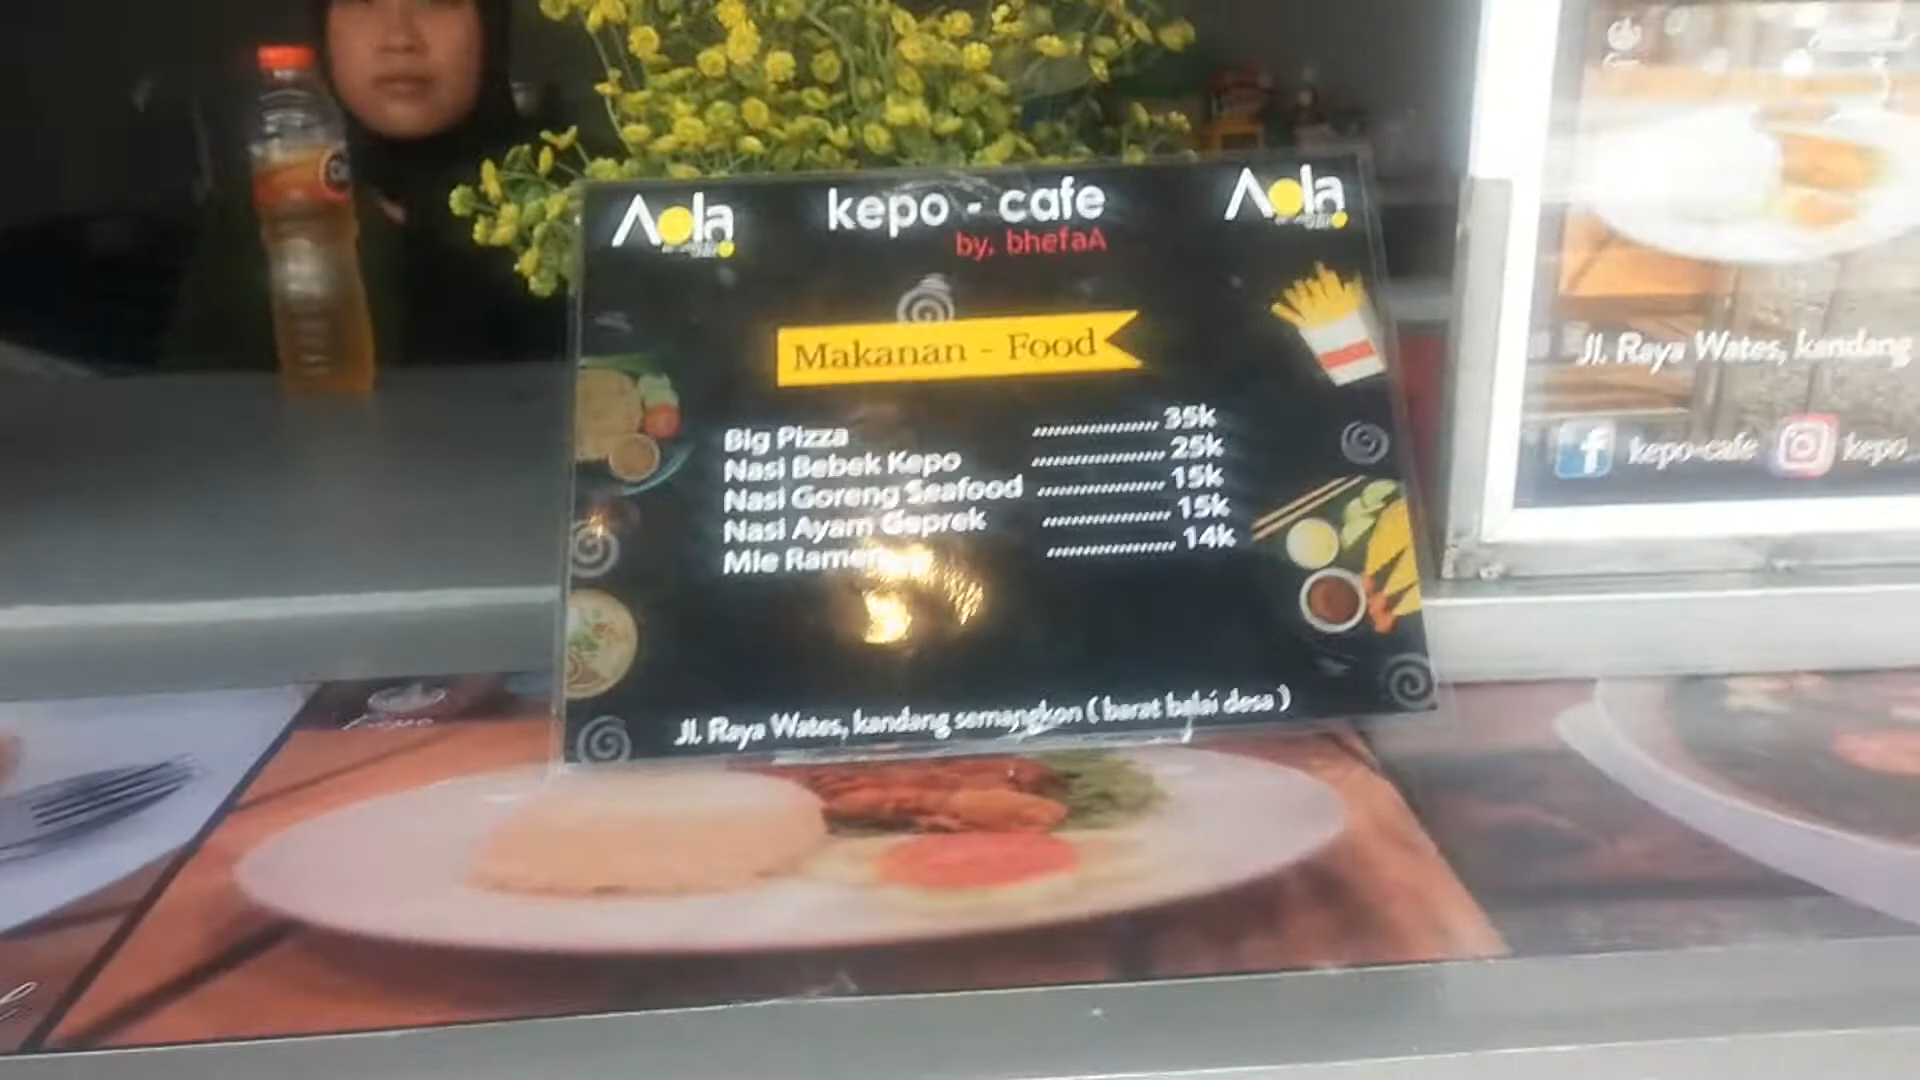 Aola
kepo - cafe
Aola
by, bhefaA
Makanan - Food
Big Pizza ................. 35k
Nasi Bebek Kepo ................. 25k
Nasi Goreng Seafood ................. 15k
Nasi Ayam Geprek ................. 15k
Mie Ramen ................. 14k
Jl. Raya Wates, kandang semangkon ( barat balai desa )
Jl. Raya Wates, kandang
kepo-cafe
kepo